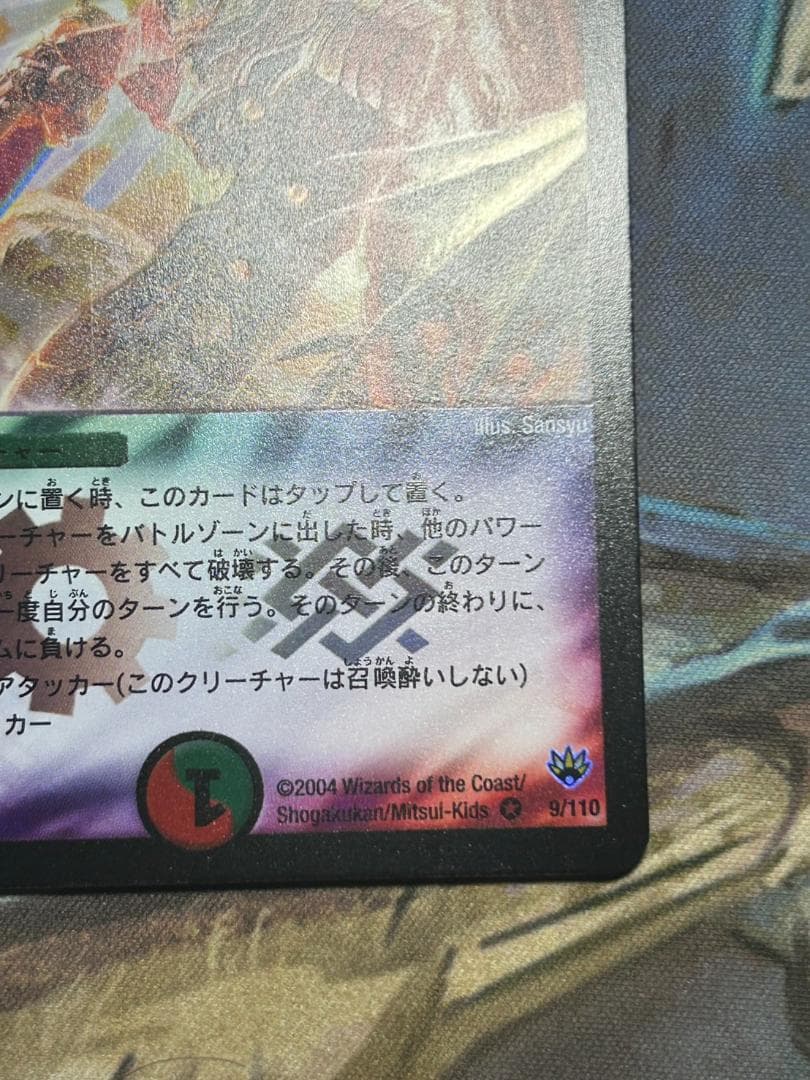 illus. Sansyu
チャー
ンに置く時、このカードはタップして置く。
ーチャーをバトルゾーンに出した時、他のパワー
リーチャーをすべて破壊する。その後、このターン
一度自分のターンを行う。そのターンの終わりに、
ムに負ける。
アタッカー(このクリーチャーは召喚酔いしない)
カー
1
©2004 Wizards of the Coast/
Shogakukan/Mitsui-Kids
9/110